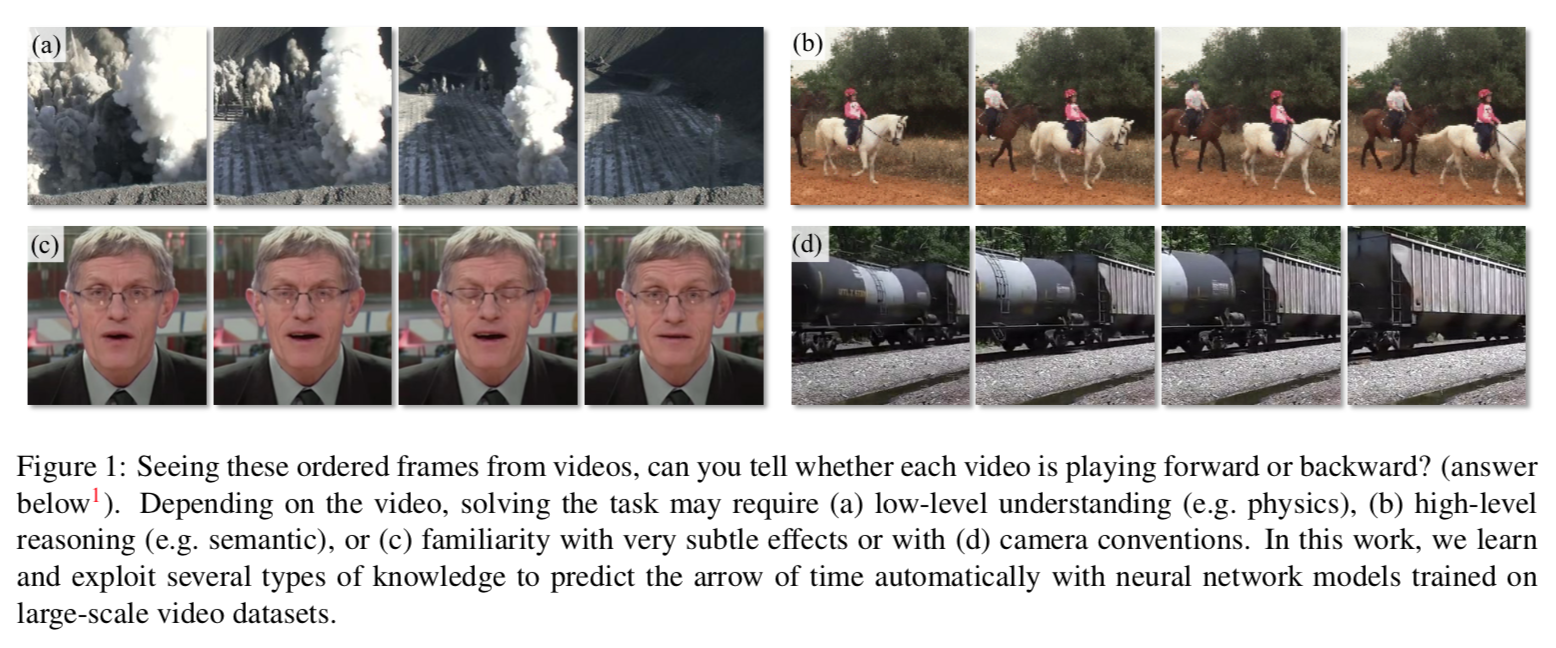 (a)
(b)
(c)
(d)
Figure 1: Seeing these ordered frames from videos, can you tell whether each video is playing forward or backward? (answer
below1). Depending on the video, solving the task may require (a) low-level understanding (e.g. physics), (b) high-level
reasoning (e.g. semantic), or (c) familiarity with very subtle effects or with (d) camera conventions. In this work, we learn
and exploit several types of knowledge to predict the arrow of time automatically with neural network models trained on
large-scale video datasets.